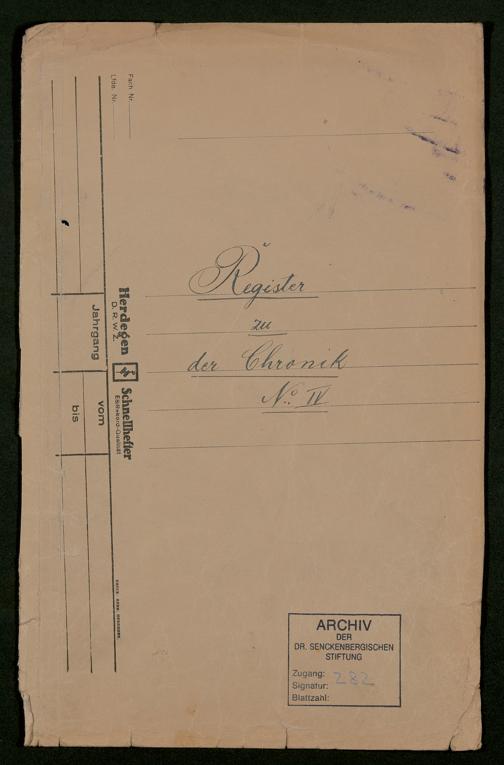 Register
zu
der Chronik
No. IV
Fach Nr.
Lfde. Nr.
Herdegen Schnellhefter
D. R. W. Z.
Jahrgang
vom
bis
ARCHIV
DER
DR. SENCKENBERGISCHEN
STIFTUNG
Zugang: 282
Signatur:
Blattzahl: